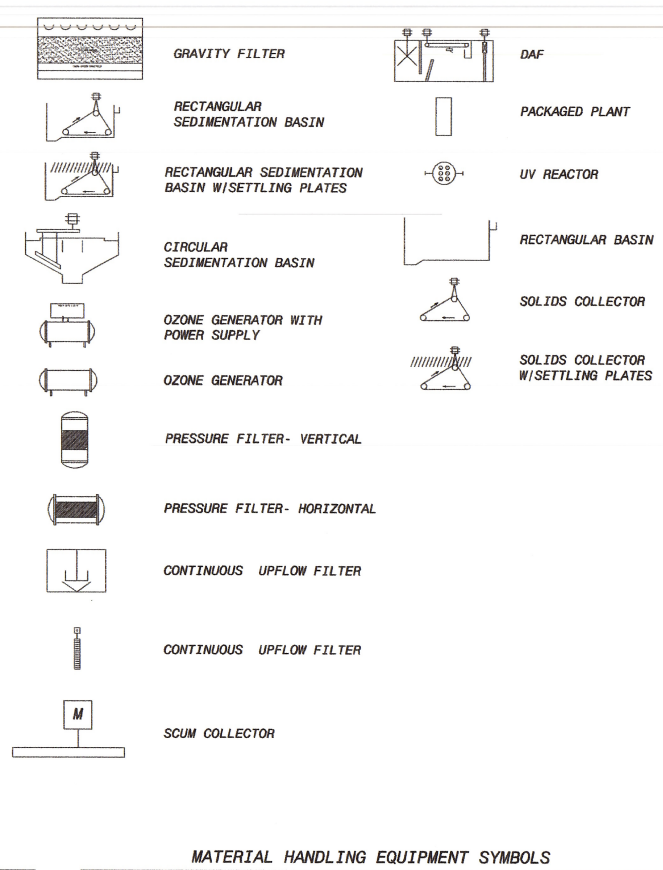 GRAVITY FILTER
RECTANGULAR
SEDIMENTATION BASIN
RECTANGULAR SEDIMENTATION
BASIN W/SETTLING PLATES
CIRCULAR
SEDIMENTATION BASIN
OZONE GENERATOR WITH
POWER SUPPLY
OZONE GENERATOR
PRESSURE FILTER- VERTICAL
PRESSURE FILTER- HORIZONTAL
CONTINUOUS UPFLOW FILTER
CONTINUOUS UPFLOW FILTER
M
SCUM COLLECTOR
DAF
PACKAGED PLANT
UV REACTOR
RECTANGULAR BASIN
SOLIDS COLLECTOR
SOLIDS COLLECTOR
W/SETTLING PLATES
MATERIAL HANDLING EQUIPMENT SYMBOLS